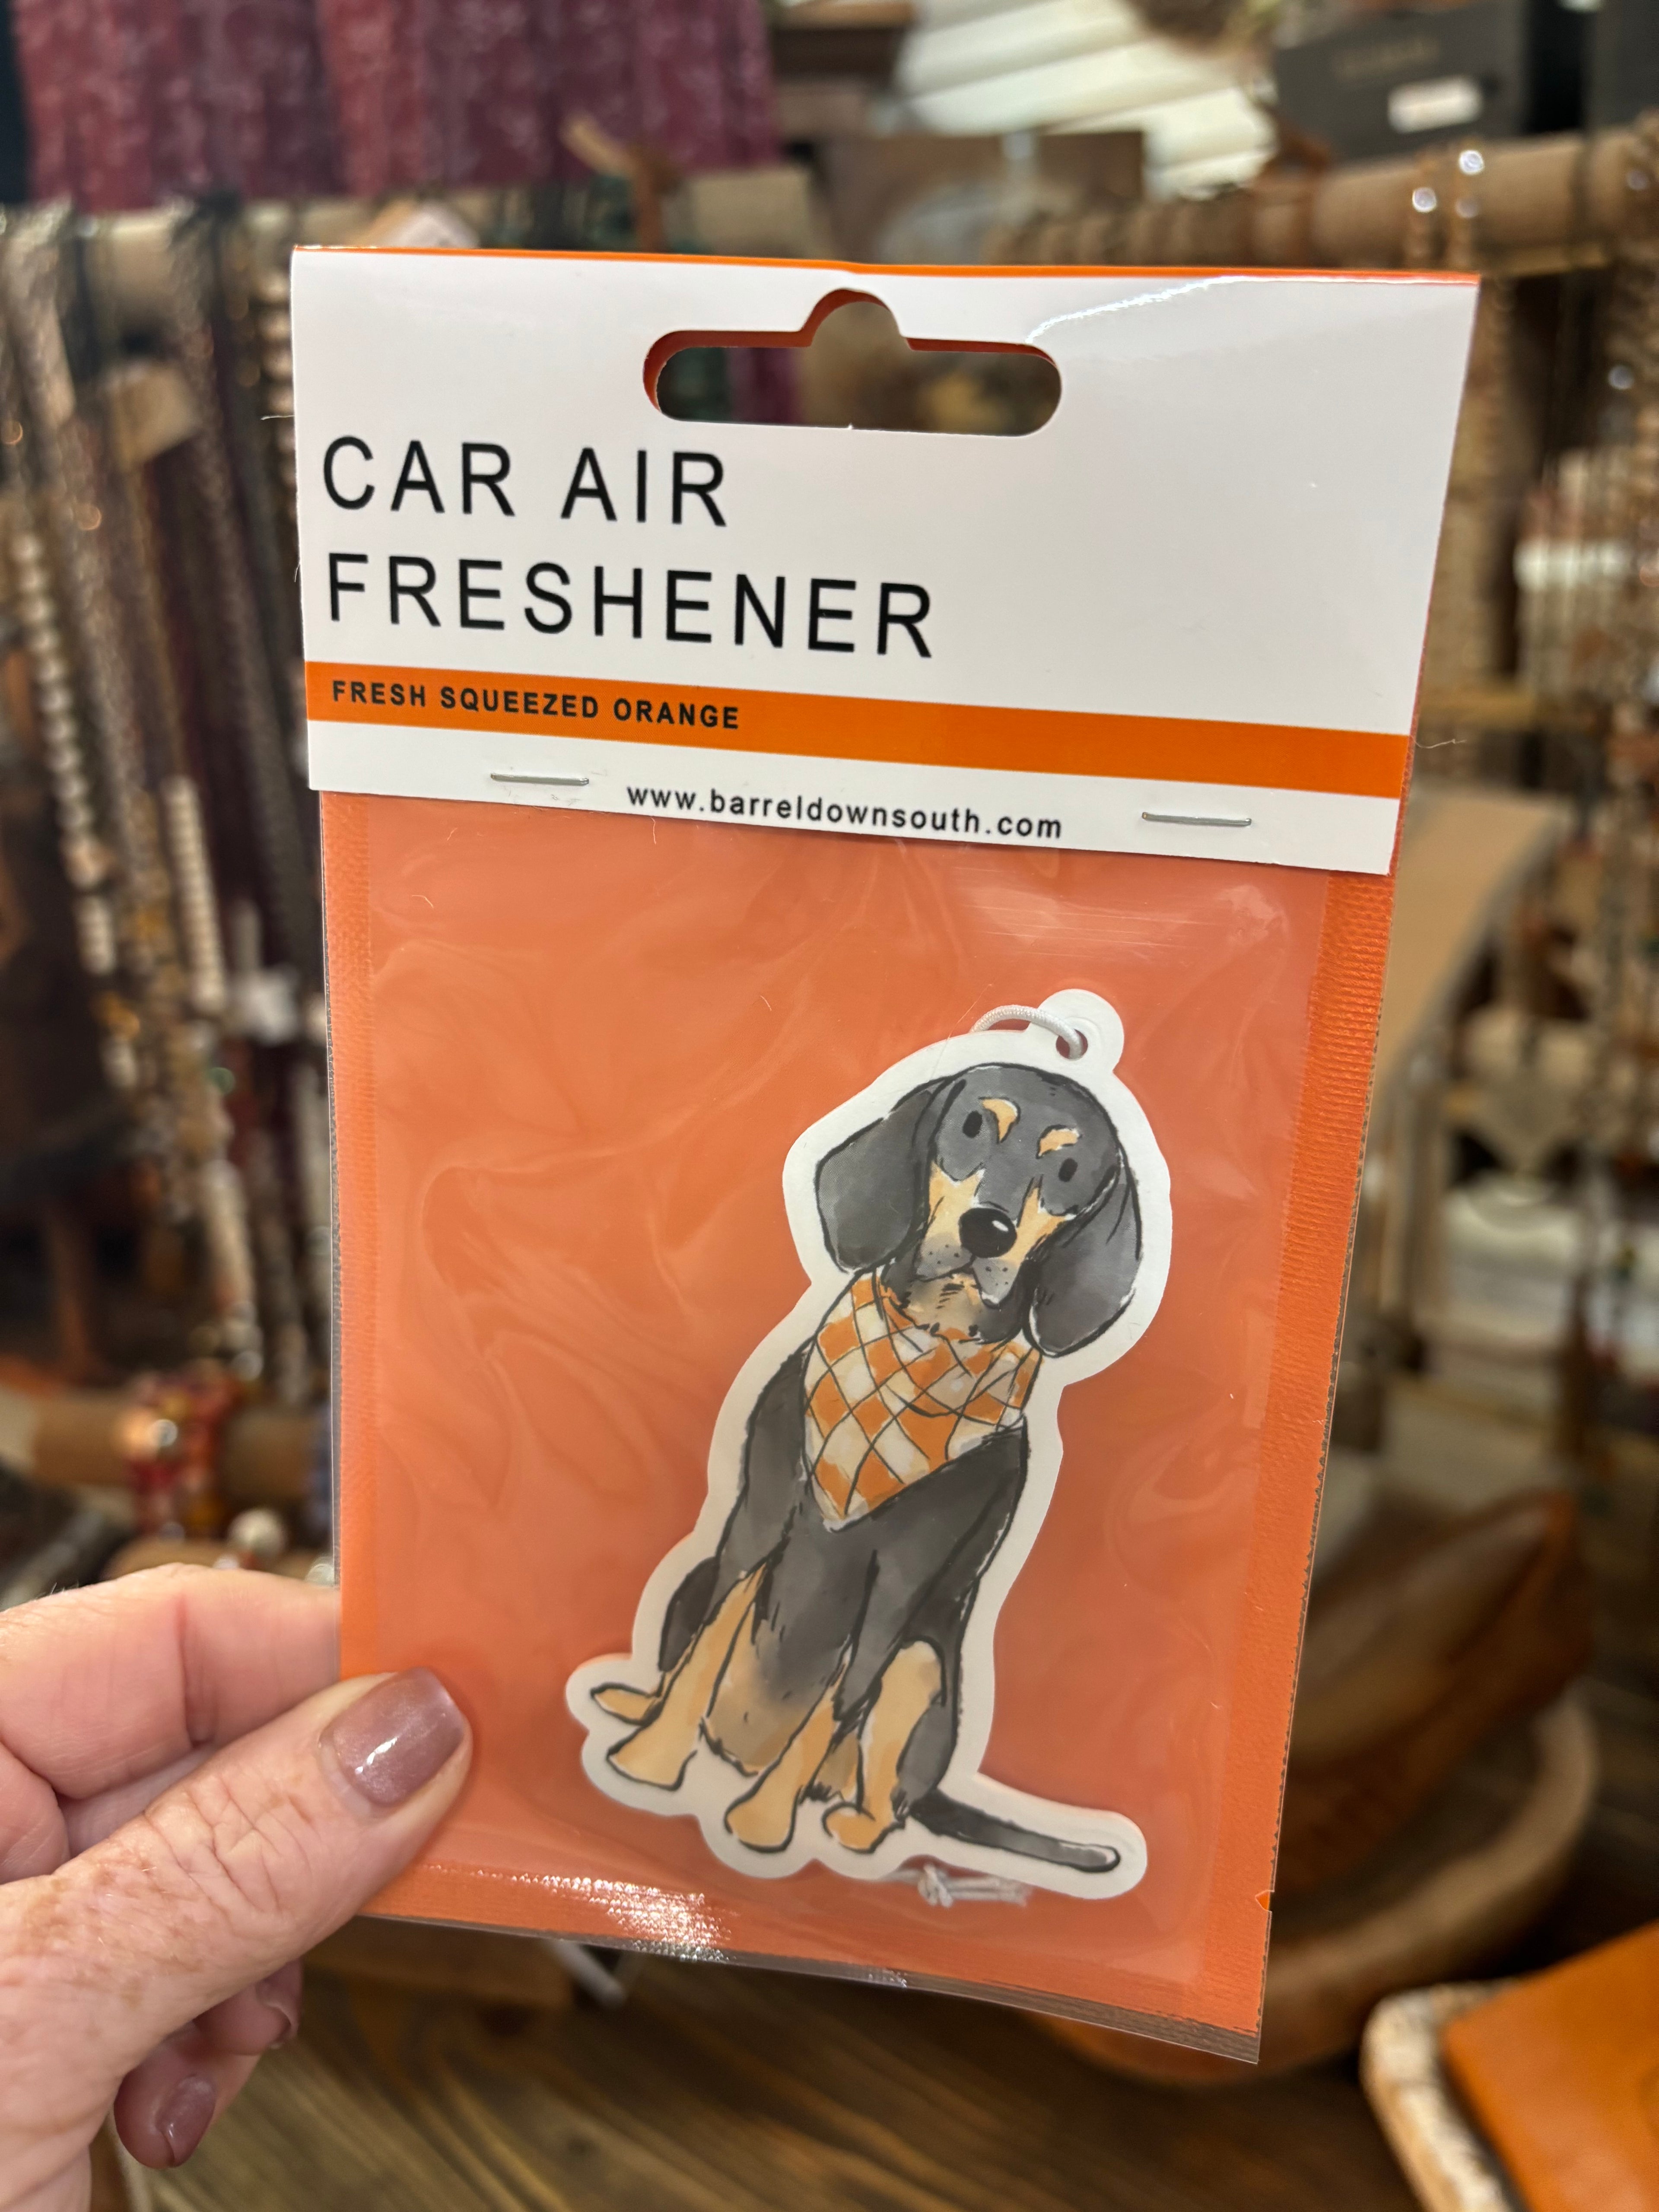 CAR AIR
FRESHENER
FRESH SQUEEZED ORANGE
www.barreldownsouth.com